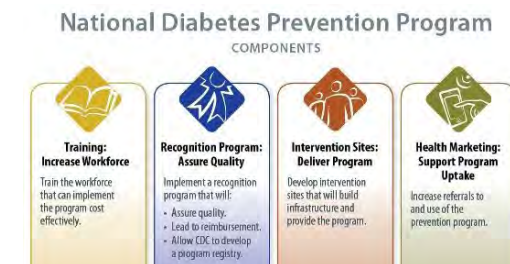 National Diabetes Prevention Program
COMPONENTS
Training:
Increase Workforce
Train the workforce
that can implement
the program cost
effectively.
Recognition Program:
Assure Quality
Implement a recognition
program that will:
• Assure quality.
• Lead to reimbursement.
• Allow CDC to develop
a program registry.
Intervention Sites:
Deliver Program
Develop intervention
sites that will build
infrastructure and
provide the program.
Health Marketing:
Support Program
Uptake
Increase referrals to
and use of the
prevention program.